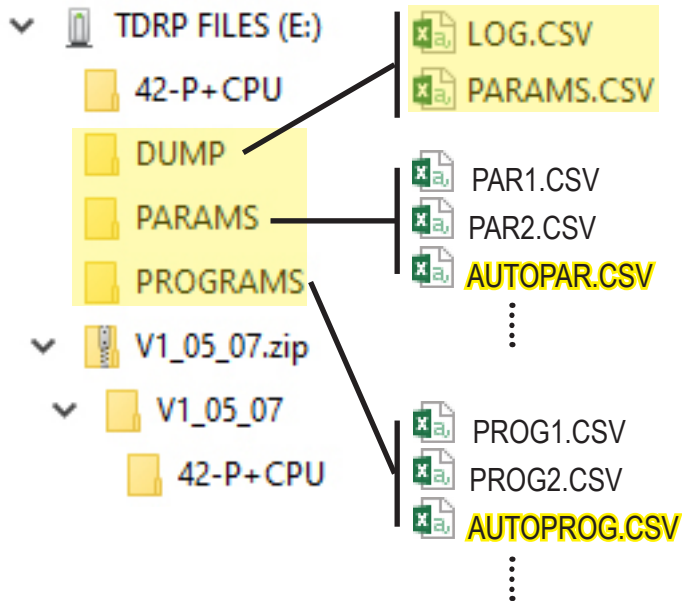 TDRP FILES (E:)
42-P+CPU
DUMP
PARAMS
PROGRAMS
V1_05_07.zip
V1_05_07
42-P+CPU
LOG.CSV
PARAMS.CSV
PAR1.CSV
PAR2.CSV
AUTOPAR.CSV
PROG1.CSV
PROG2.CSV
AUTOPROG.CSV